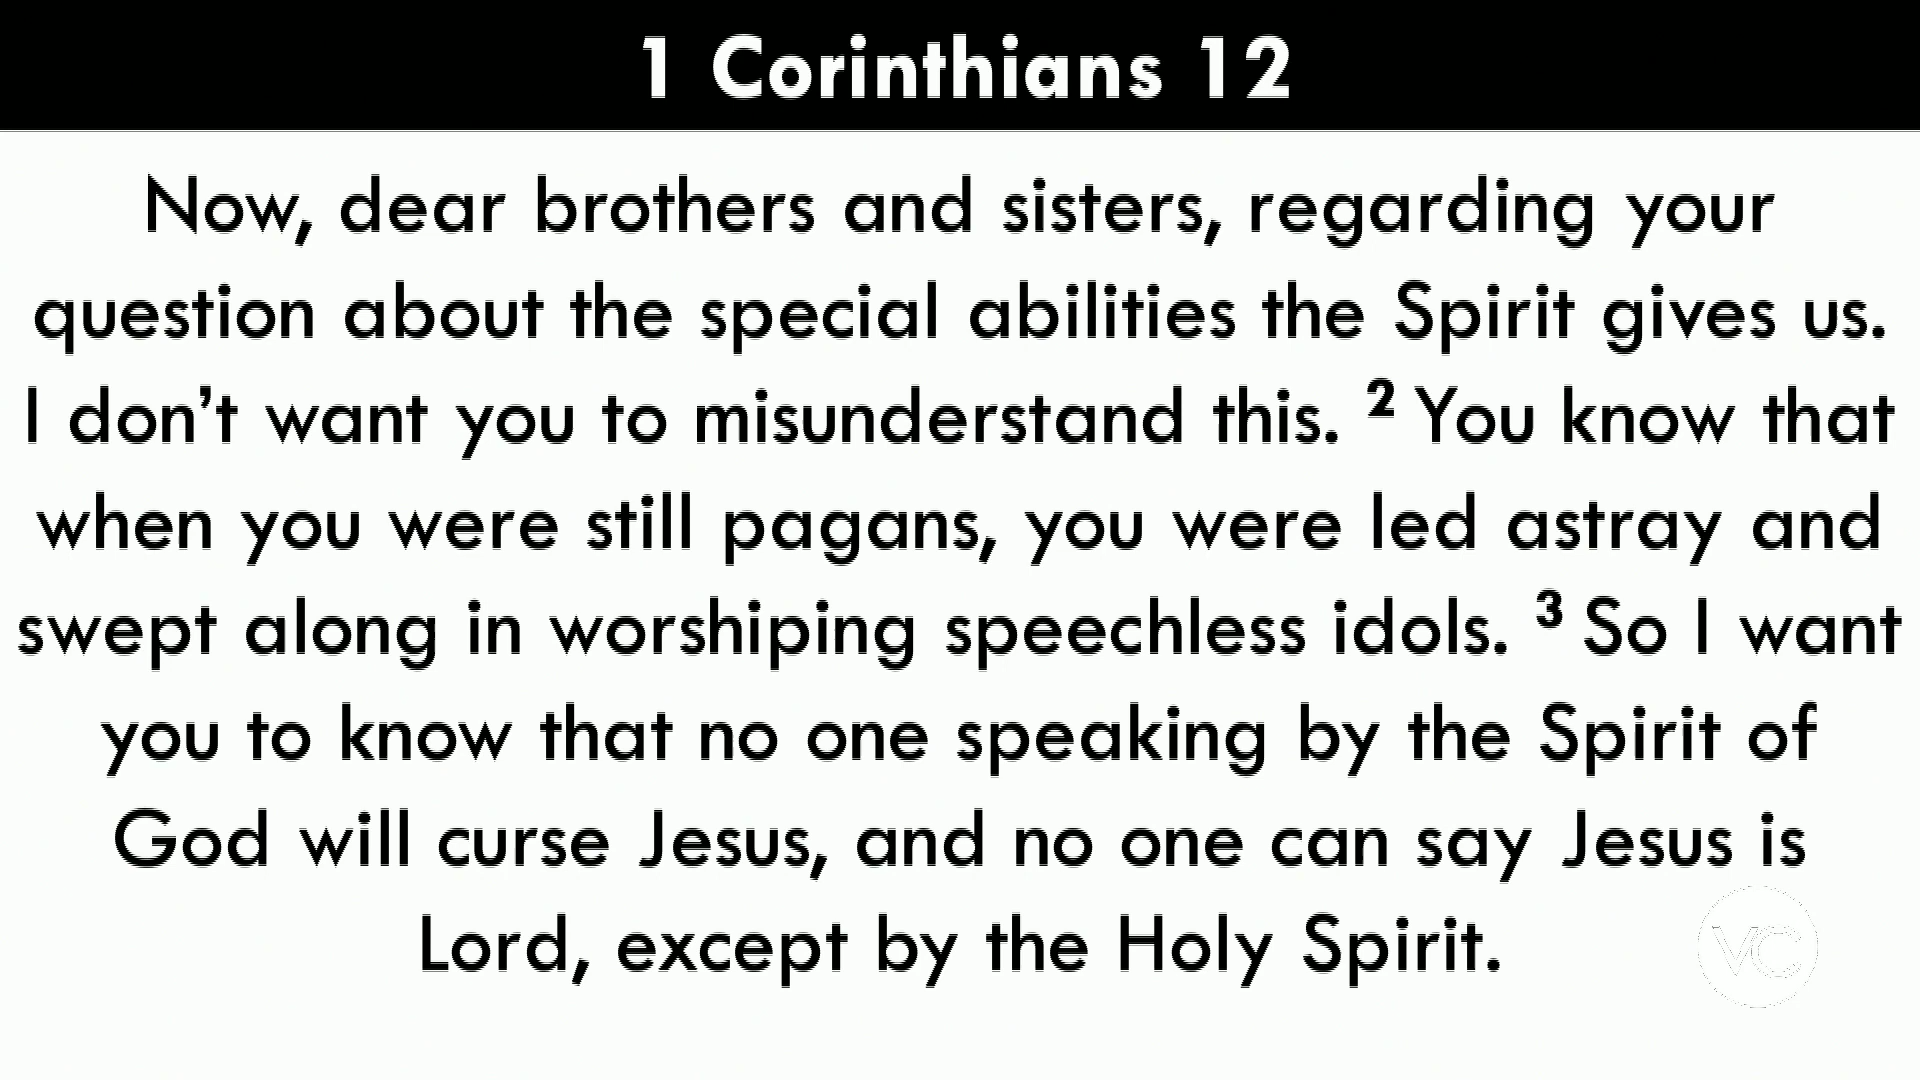 1 Corinthians 12
Now, dear brothers and sisters, regarding your
question about the special abilities the Spirit gives us.
I don’t want you to misunderstand this. ² You know that
when you were still pagans, you were led astray and
swept along in worshiping speechless idols. ³ So I want
you to know that no one speaking by the Spirit of
God will curse Jesus, and no one can say Jesus is
Lord, except by the Holy Spirit.
VC